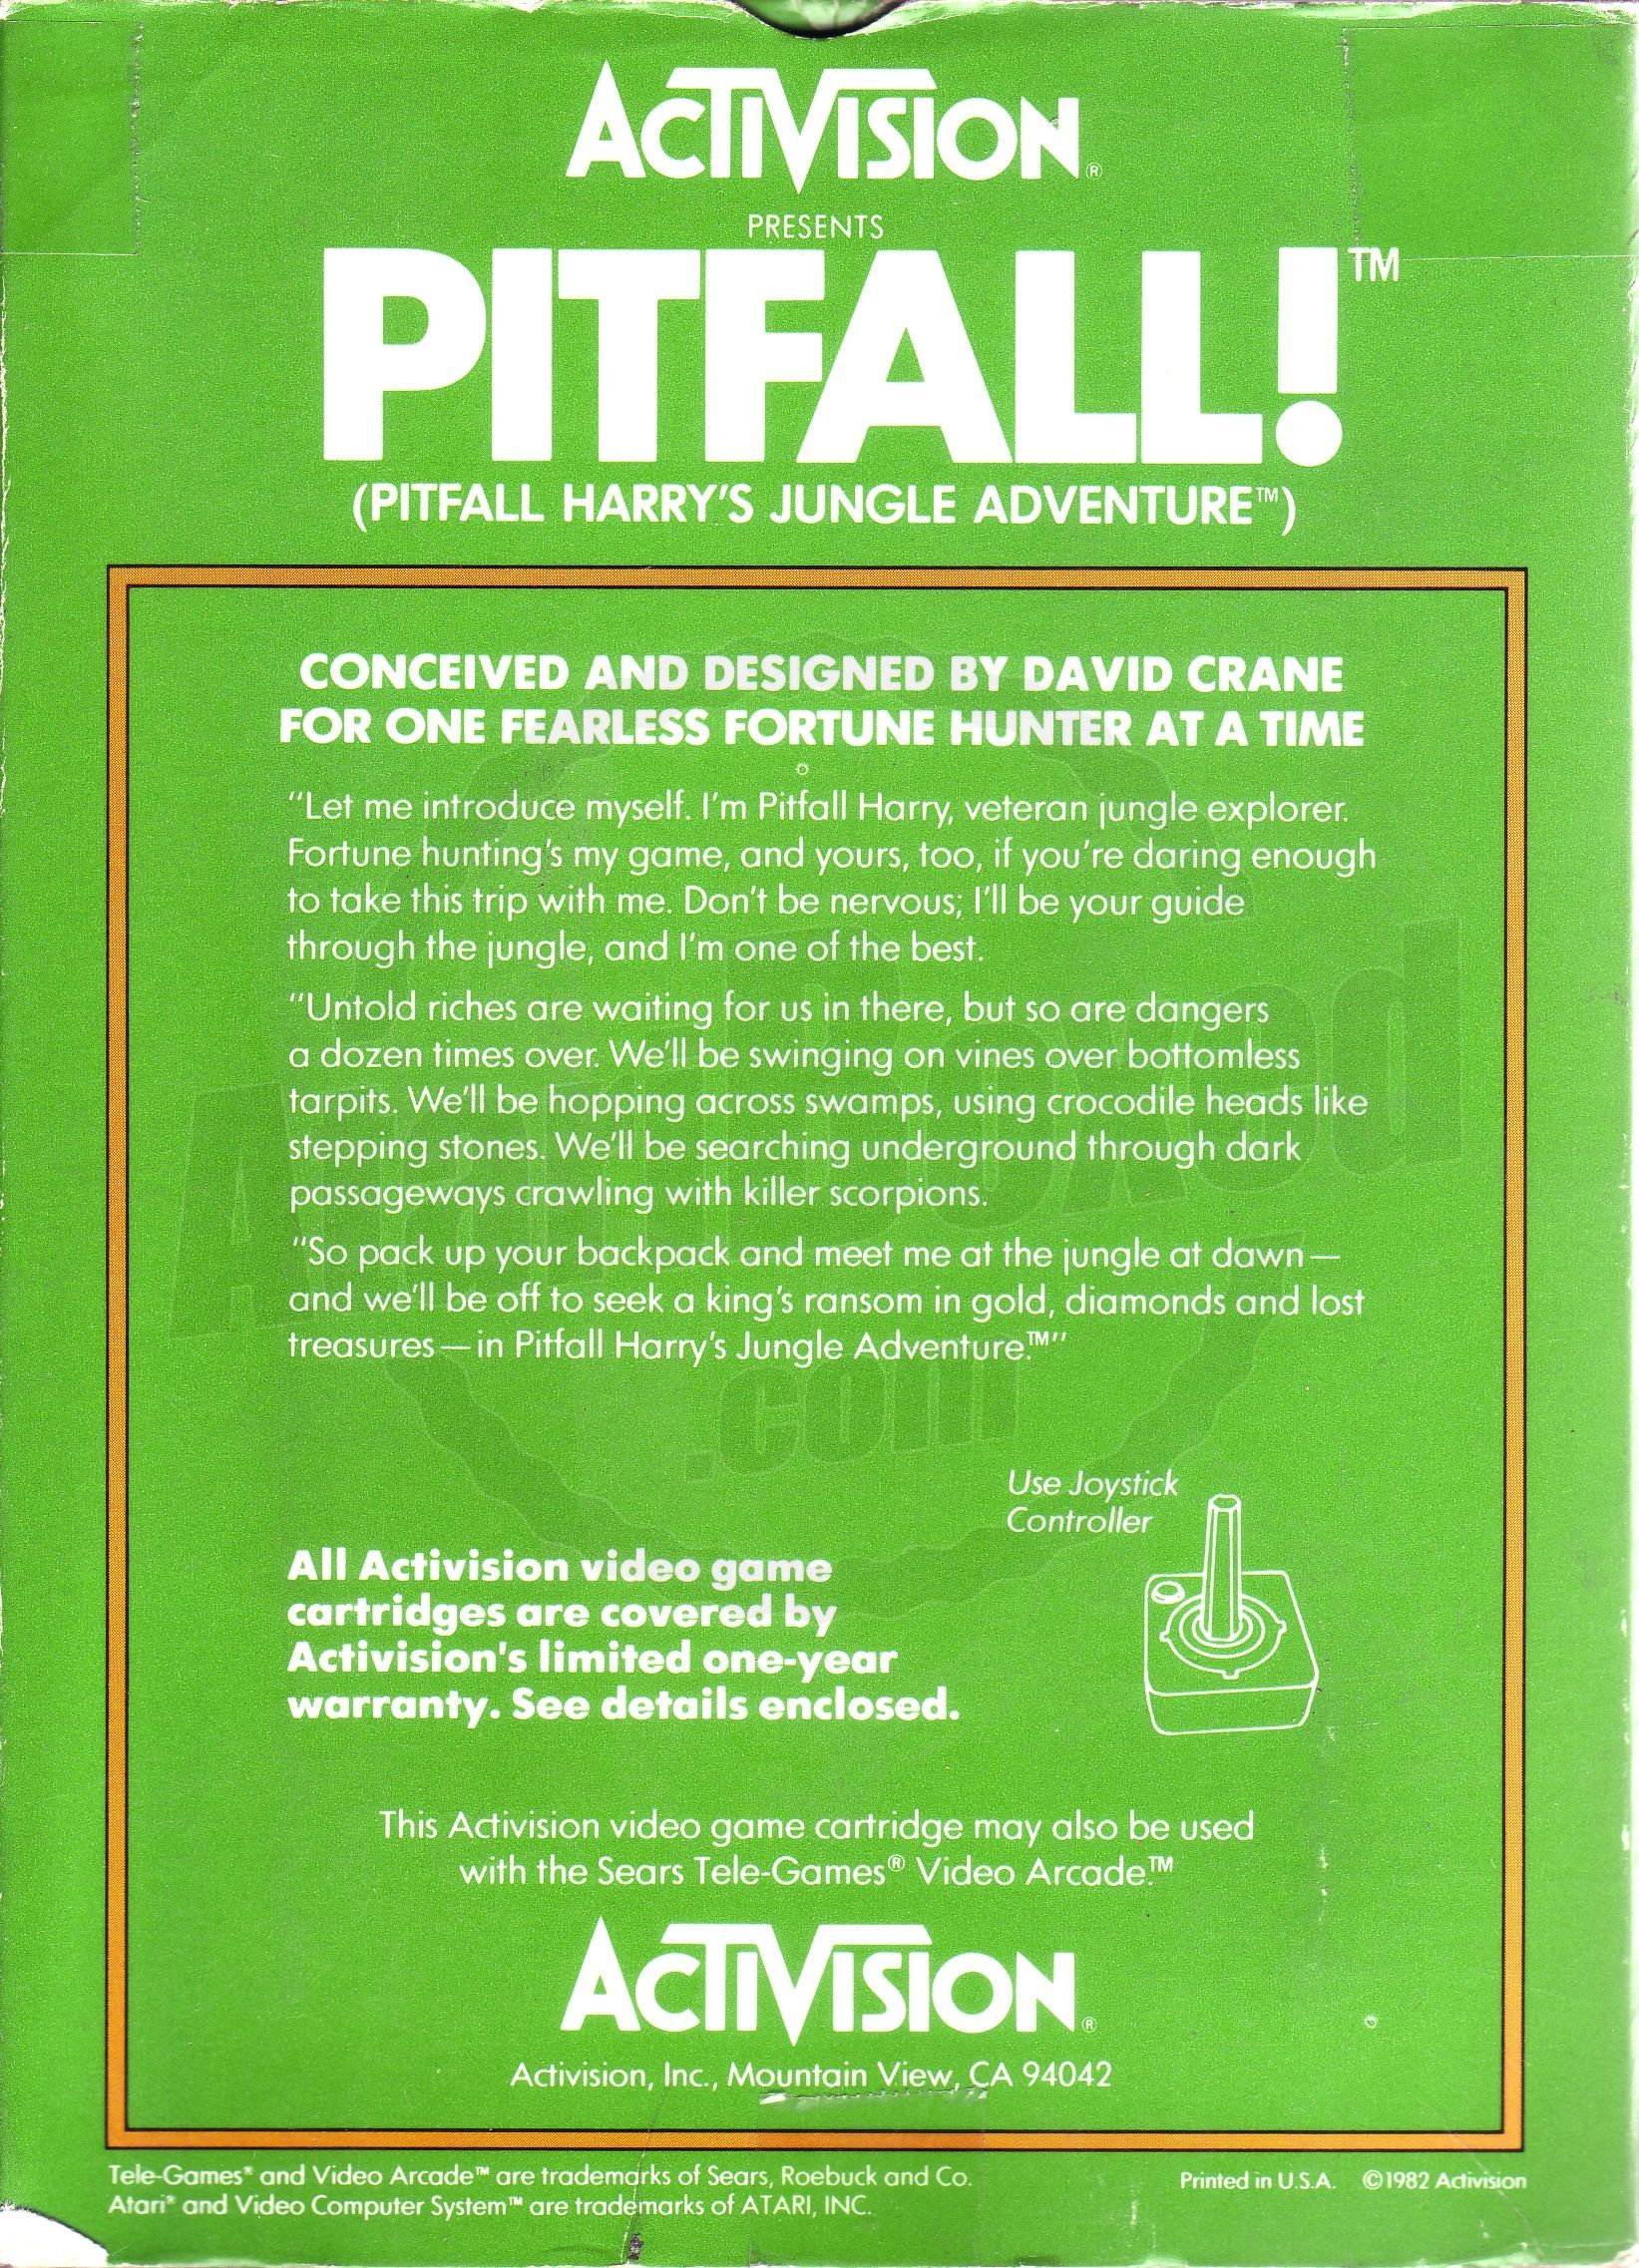 ACTIVISION®
PRESENTS
PITFALL!™
(PITFALL HARRY'S JUNGLE ADVENTURE™)
CONCEIVED AND DESIGNED BY DAVID CRANE
FOR ONE FEARLESS FORTUNE HUNTER AT A TIME
"Let me introduce myself. I'm Pitfall Harry, veteran jungle explorer.
Fortune hunting's my game, and yours, too, if you're daring enough
to take this trip with me. Don't be nervous; I'll be your guide
through the jungle, and I'm one of the best.
"Untold riches are waiting for us in there, but so are dangers
a dozen times over. We'll be swinging on vines over bottomless
tarpits. We'll be hopping across swamps, using crocodile heads like
stepping stones. We'll be searching underground through dark
passageways crawling with killer scorpions.
"So pack up your backpack and meet me at the jungle at dawn—
and we'll be off to seek a king's ransom in gold, diamonds and lost
treasures—in Pitfall Harry's Jungle Adventure.™"
AtariBoxed
.com
Use Joystick
Controller
All Activision video game
cartridges are covered by
Activision's limited one-year
warranty. See details enclosed.
This Activision video game cartridge may also be used
with the Sears Tele-Games® Video Arcade.™
ACTIVISION®
Activision, Inc., Mountain View, CA 94042
Tele-Games® and Video Arcade™ are trademarks of Sears, Roebuck and Co.
Atari® and Video Computer System™ are trademarks of ATARI, INC.
Printed in U.S.A. ©1982 Activision